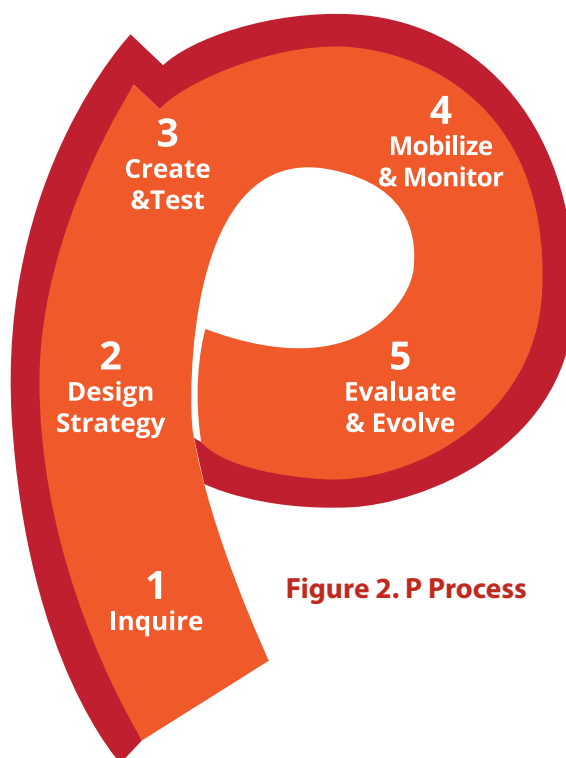 3
Create
&Test
4
Mobilize
& Monitor
2
Design
Strategy
5
Evaluate
& Evolve
1
Inquire
Figure 2. P Process